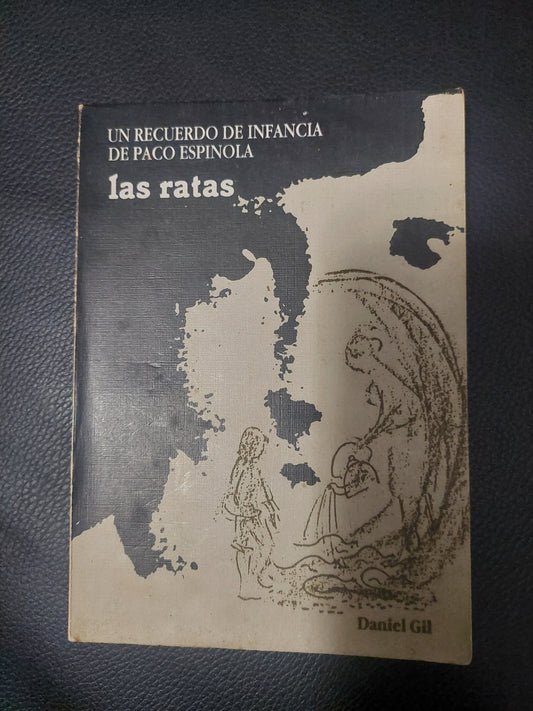 UN RECUERDO DE INFANCIA
DE PACO ESPINOLA
las ratas
Daniel Gil